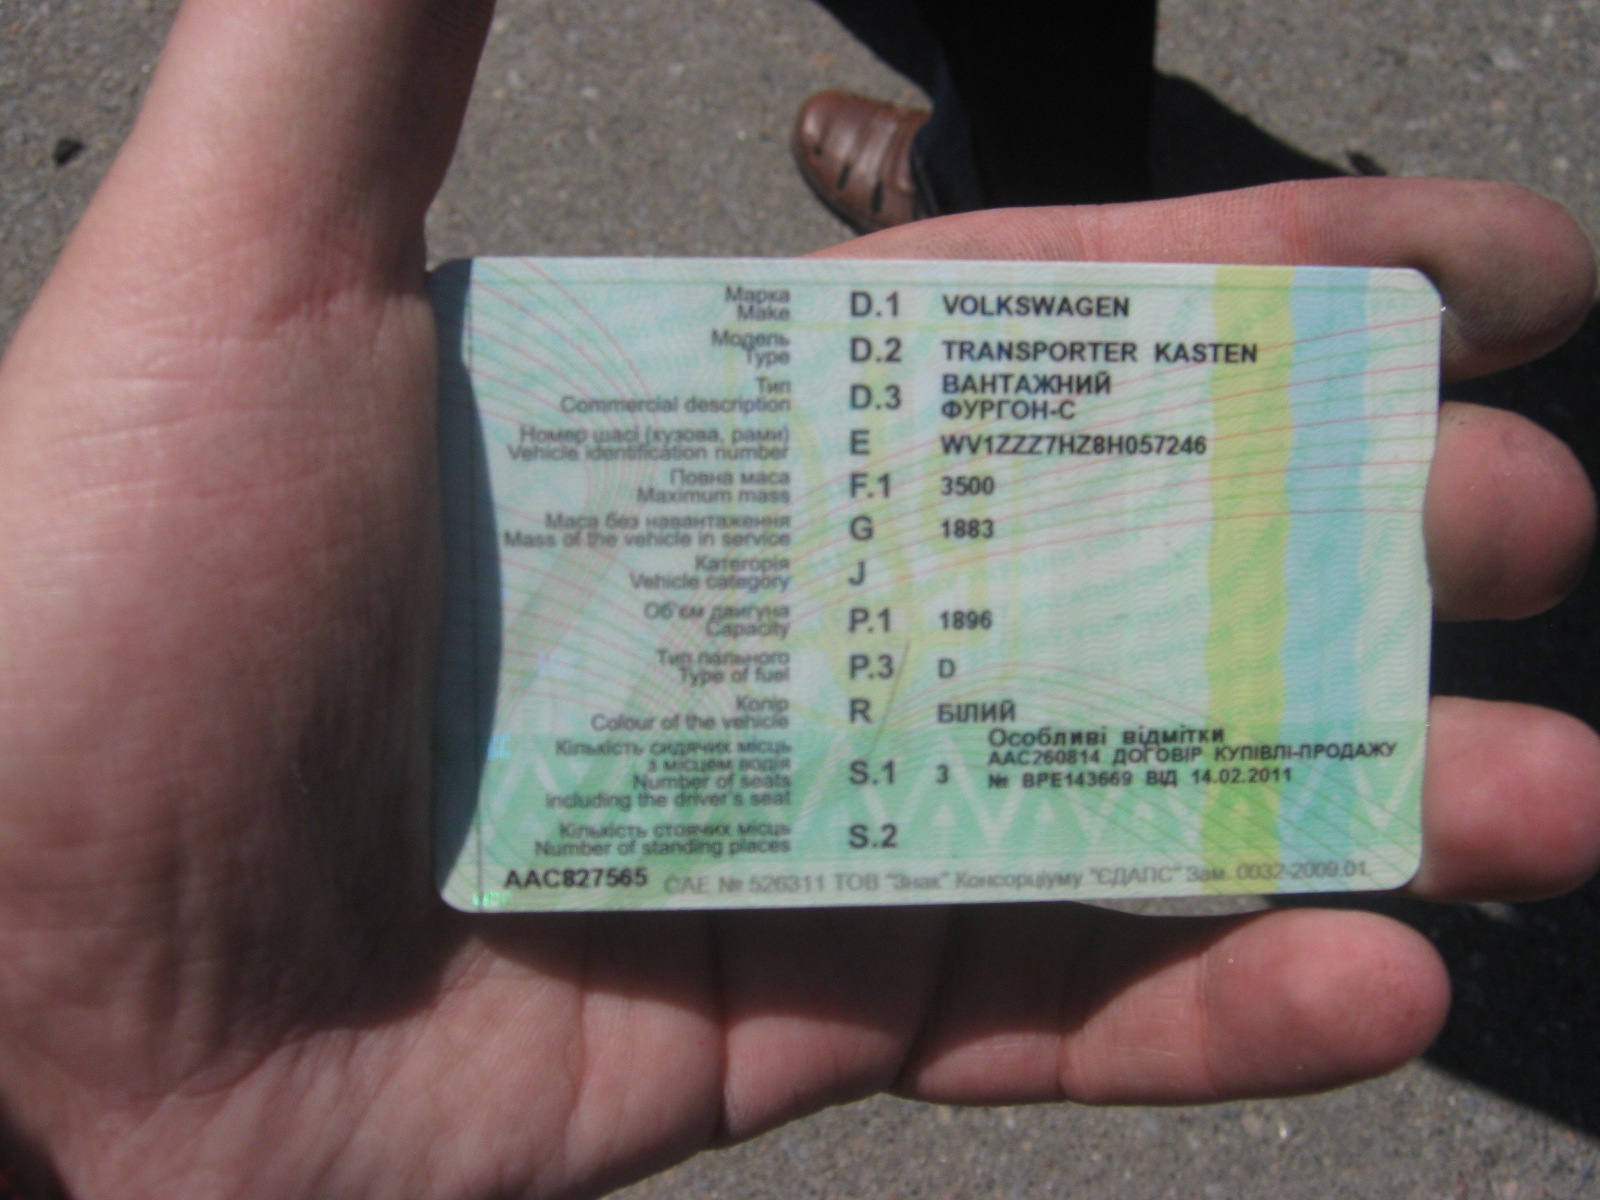 Марка
Make
D.1 VOLKSWAGEN
Модель
Type
D.2 TRANSPORTER KASTEN
Тип
Commercial description
D.3 ВАНТАЖНИЙ
ФУРГОН-С
Номер шасі (кузова, рами)
Vehicle identification number
E WV1ZZZ7HZ8H057246
Повна маса
Maximum mass
F.1 3500
Маса без навантаження
Mass of the vehicle in service
G 1883
Категорія
Vehicle category
J
Об'єм двигуна
Capacity
P.1 1896
Тип пального
Type of fuel
P.3 D
Колір
Colour of the vehicle
R БІЛИЙ
Кількість сидячих місць
з місцем водія
Number of seats
including the driver's seat
S.1 3
Особливі відмітки
ААС260814 ДОГОВІР КУПІВЛІ-ПРОДАЖУ
№ ВРЕ143669 ВІД 14.02.2011
Кількість стоячих місць
Number of standing places
S.2
ААС827565 САЕ № 526311 ТОВ "Знак" Консорціуму "ЄДАПС" Зам. 0032-2009.01.